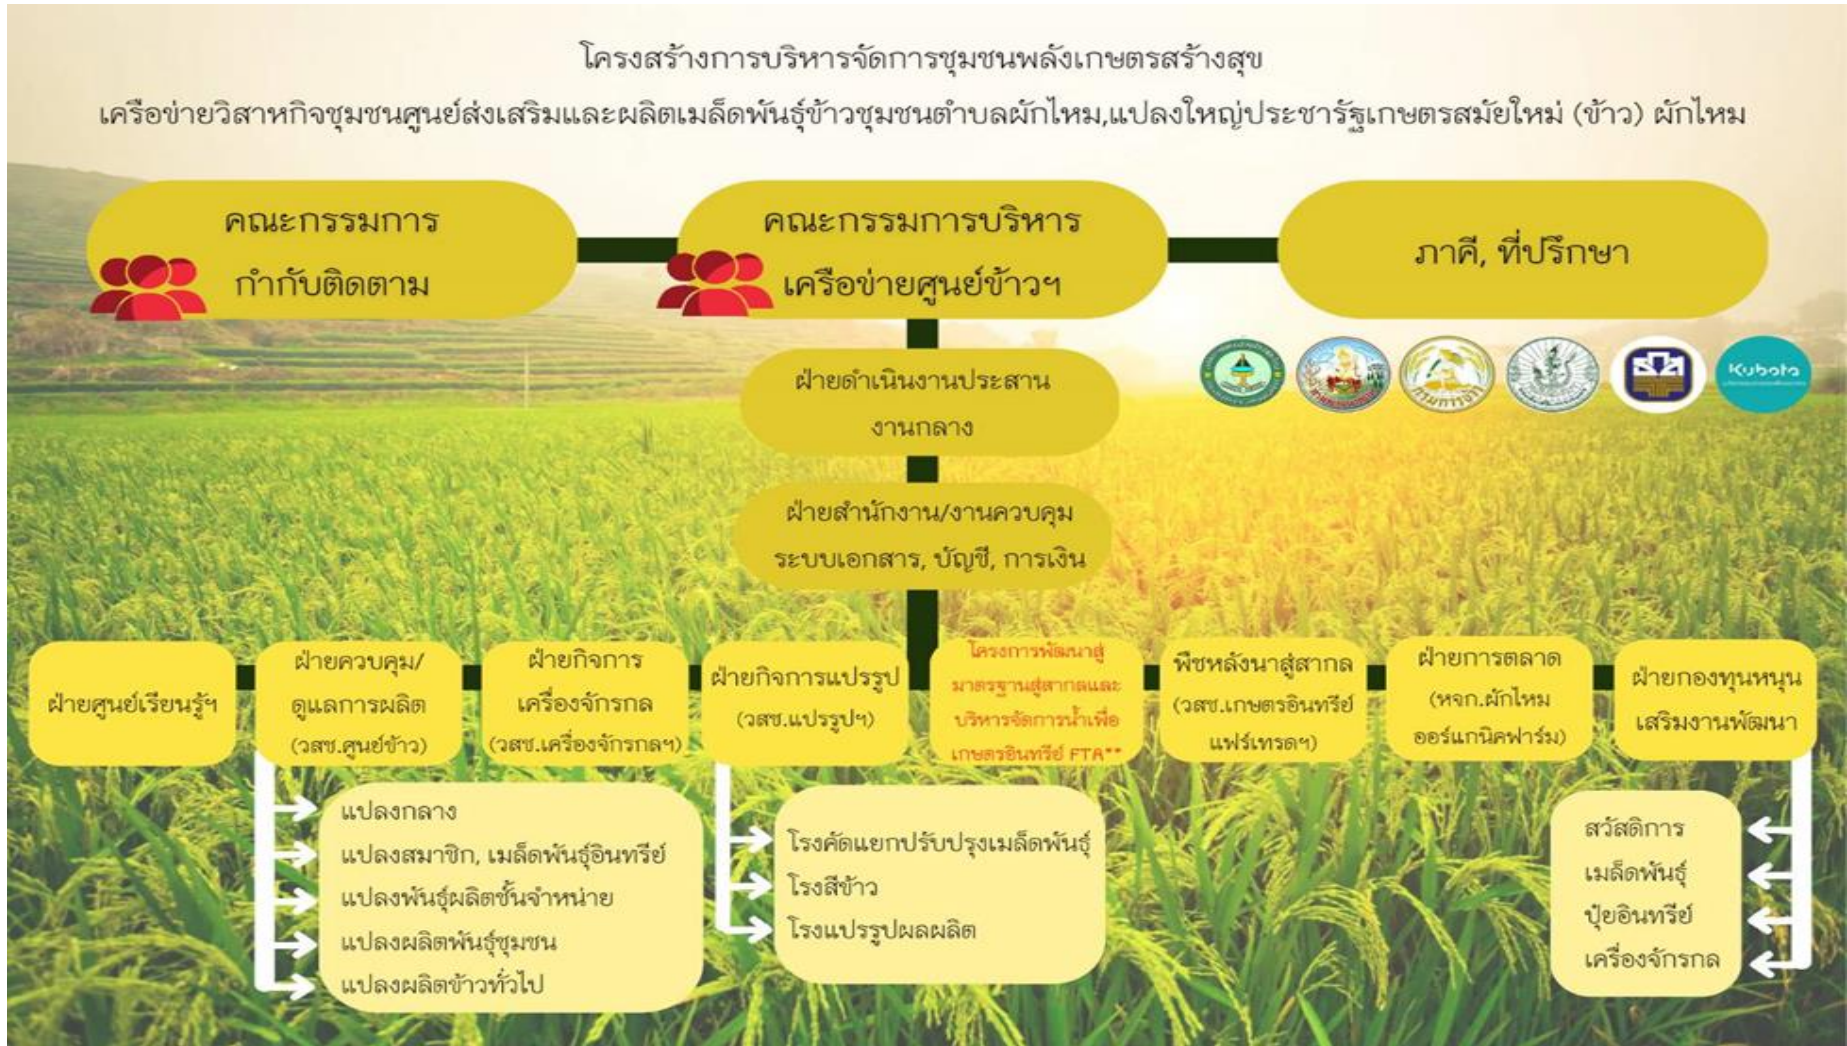 โครงสร้างการบริหารจัดการชุมชนพลังเกษตรสร้างสุข
เครือข่ายวิสาหกิจชุมชนศูนย์ส่งเสริมและผลิตเมล็ดพันธุ์ข้าวชุมชนตำบลผักไหม,แปลงใหญ่ประชารัฐเกษตรสมัยใหม่ (ข้าว) ผักไหม
คณะกรรมการ
กำกับติดตาม
คณะกรรมการบริหาร
เครือข่ายศูนย์ข้าวฯ
ภาคี, ที่ปรึกษา
Kubota
ฝ่ายดำเนินงานประสาน
งานกลาง
ฝ่ายสำนักงาน/งานควบคุม
ระบบเอกสาร, บัญชี, การเงิน
ฝ่ายศูนย์เรียนรู้ฯ
ฝ่ายควบคุม/
ดูแลการผลิต
(วสช.ศูนย์ข้าว)
ฝ่ายกิจการ
เครื่องจักรกล
(วสช.เครื่องจักรกลฯ)
ฝ่ายกิจการแปรรูป
(วสช.แปรรูปฯ)
โครงการพัฒนาสู่
มาตรฐานสู่สากลและ
บริหารจัดการน้ำเพื่อ
เกษตรอินทรีย์ FTA**
พืชหลังนาสู่สากล
(วสช.เกษตรอินทรีย์
แฟร์เทรดฯ)
ฝ่ายการตลาด
(หจก.ผักไหม
ออร์แกนิคฟาร์ม)
ฝ่ายกองทุนหนุน
เสริมงานพัฒนา
แปลงกลาง
แปลงสมาชิก, เมล็ดพันธุ์อินทรีย์
แปลงพันธุ์ผลิตชั้นจำหน่าย
แปลงผลิตพันธุ์ชุมชน
แปลงผลิตข้าวทั่วไป
โรงคัดแยกปรับปรุงเมล็ดพันธุ์
โรงสีข้าว
โรงแปรรูปผลผลิต
สวัสดิการ
เมล็ดพันธุ์
ปุ๋ยอินทรีย์
เครื่องจักรกล